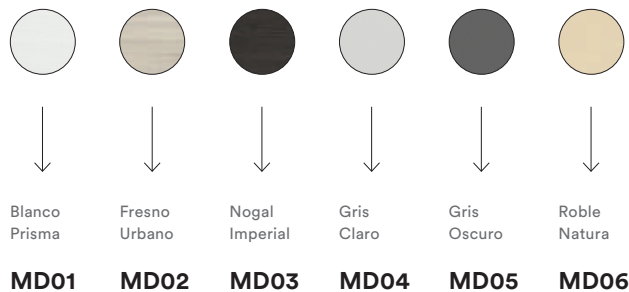 Blanco
Prisma
MD01
Fresno
Urbano
MD02
Nogal
Imperial
MD03
Gris
Claro
MD04
Gris
Oscuro
MD05
Roble
Natura
MD06